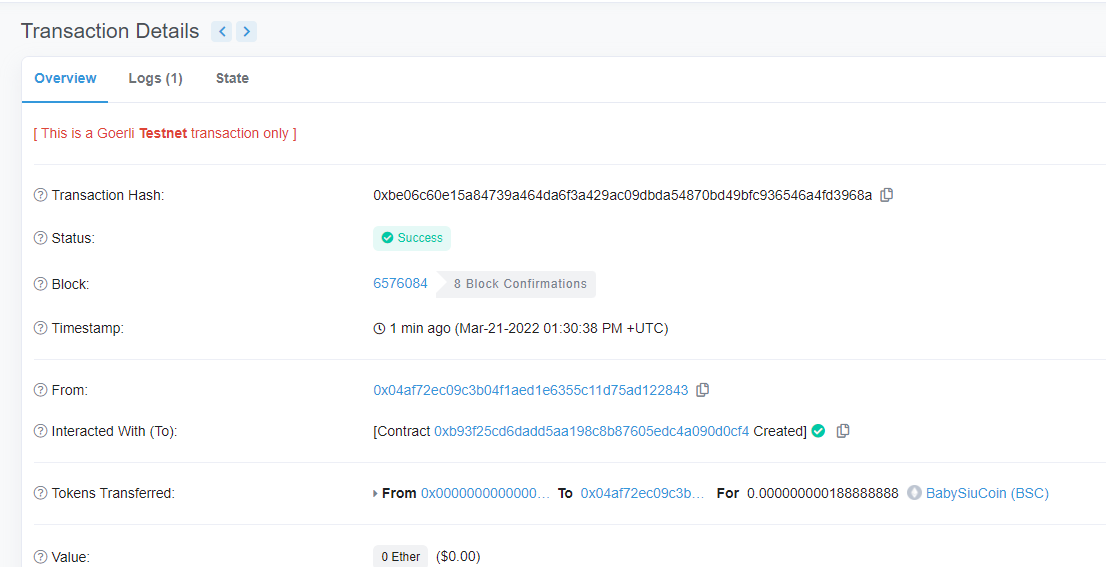 Transaction Details
Overview Logs (1) State
[ This is a Goerli Testnet transaction only ]
Transaction Hash: 0xbe06c60e15a84739a464da6f3a429ac09dbda54870bd49bfc936546a4fd3968a
Status: Success
Block: 6576084 8 Block Confirmations
Timestamp: 1 min ago (Mar-21-2022 01:30:38 PM +UTC)
From: 0x04af72ec09c3b04f1aed1e6355c11d75ad122843
Interacted With (To): [Contract 0xb93f25cd6dadd5aa198c8b87605edc4a090d0cf4 Created]
Tokens Transferred: From 0x0000000000000... To 0x04af72ec09c3b... For 0.000000000188888888 BabySiuCoin (BSC)
Value: 0 Ether ($0.00)